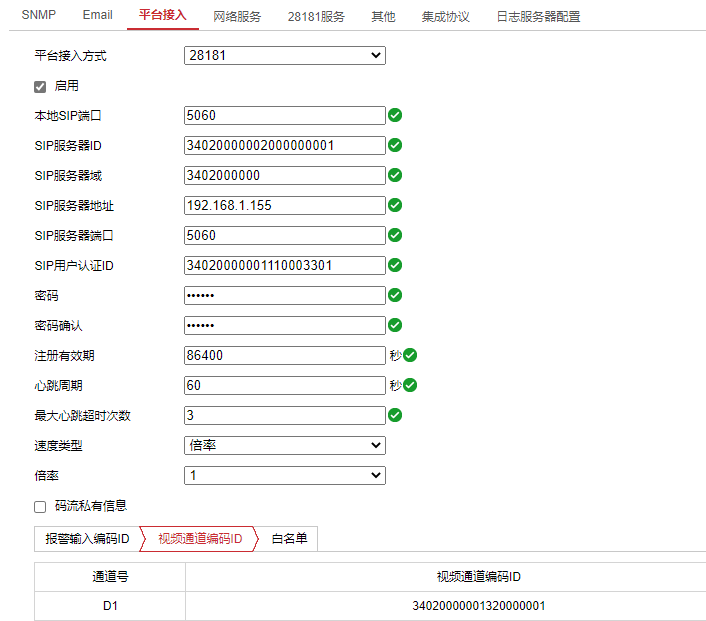 SNMP Email 平台接入 网络服务 28181服务 其他 集成协议 日志服务器配置
平台接入方式 28181
启用
本地SIP端口 5060
SIP服务器ID 34020000002000000001
SIP服务器域 3402000000
SIP服务器地址 192.168.1.155
SIP服务器端口 5060
SIP用户认证ID 34020000001110003301
密码 ••••••
密码确认 ••••••
注册有效期 86400 秒
心跳周期 60 秒
最大心跳超时次数 3
速度类型 倍率
倍率 1
码流私有信息
报警输入编码ID 视频通道编码ID 白名单
通道号 视频通道编码ID
D1 34020000001320000001